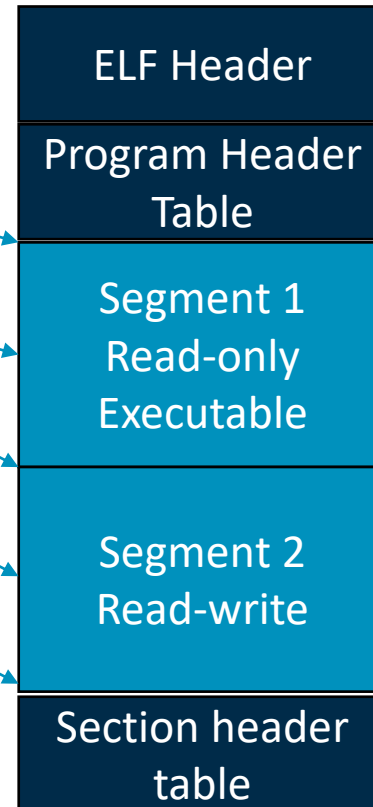 ELF Header
Program Header
Table
Segment 1
Read-only
Executable
Segment 2
Read-write
Section header
table